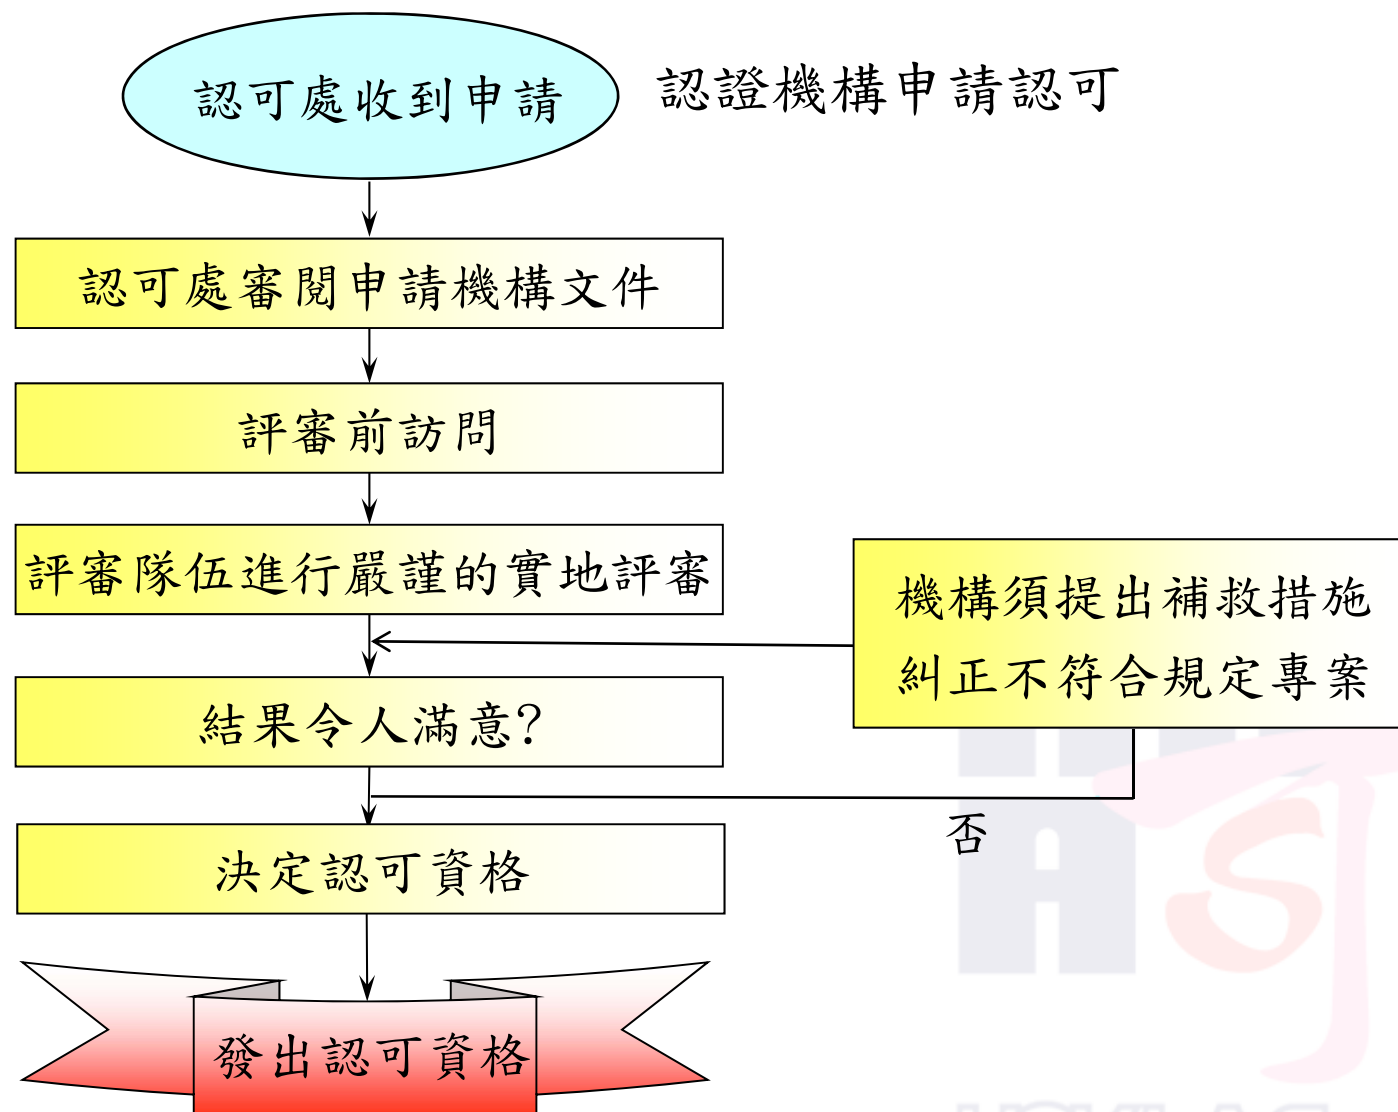 認可處收到申請
認證機構申請認可
認可處審閱申請機構文件
評審前訪問
評審隊伍進行嚴謹的實地評審
機構須提出補救措施
糾正不符合規定專案
結果令人滿意?
否
決定認可資格
發出認可資格